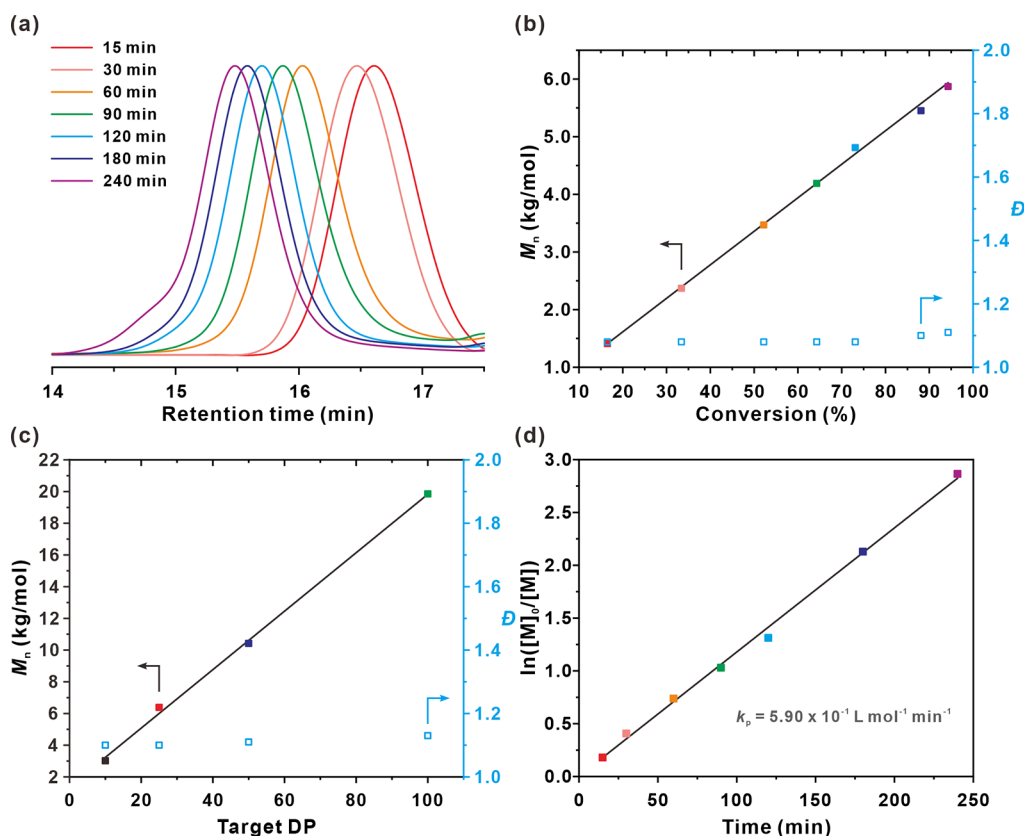 (a)
15 min
30 min
60 min
90 min
120 min
180 min
240 min
14 15 16 17
Retention time (min)
(b)
6.0
5.0
4.0
3.0
2.0
1.0
Mn (kg/mol)
2.0
1.8
1.6
1.4
1.2
1.0
Đ
10 20 30 40 50 60 70 80 90 100
Conversion (%)
(c)
22
20
18
16
14
12
10
8
6
4
2
Mn (kg/mol)
2.0
1.8
1.6
1.4
1.2
1.0
Đ
0 20 40 60 80 100
Target DP
(d)
3.0
2.5
2.0
1.5
1.0
0.5
0.0
ln([M]0/[M])
kp = 5.90 x 10-1 L mol-1 min-1
0 50 100 150 200 250
Time (min)